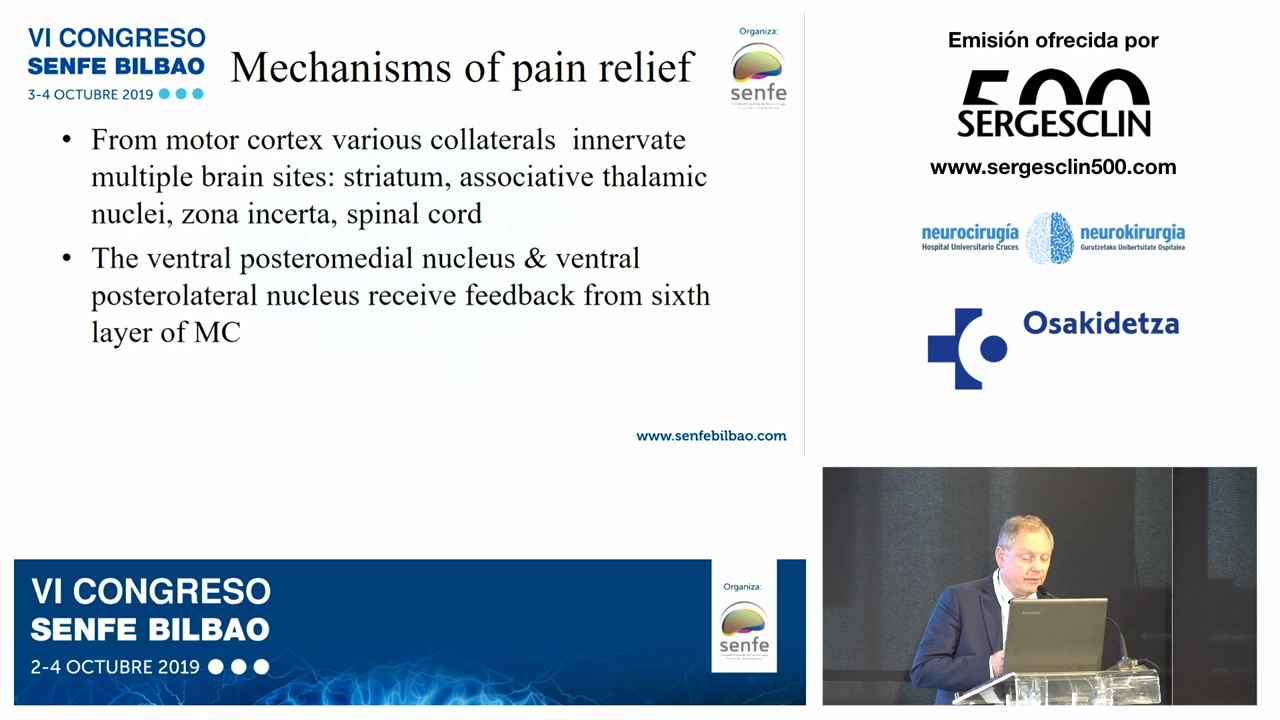 VI CONGRESO
SENFE BILBAO
3-4 OCTUBRE 2019
Mechanisms of pain relief
Organiza:
senfe
• From motor cortex various collaterals innervate
multiple brain sites: striatum, associative thalamic
nuclei, zona incerta, spinal cord
• The ventral posteromedial nucleus & ventral
posterolateral nucleus receive feedback from sixth
layer of MC
www.senfebilbao.com
Emisión ofrecida por
500
SERGESCLIN
www.sergesclin500.com
neurocirugía
Hospital Universitario Cruces
neurokirurgia
Gurutzetako Unibertsitate Ospitalea
Osakidetza
VI CONGRESO
SENFE BILBAO
2-4 OCTUBRE 2019
Organiza:
senfe